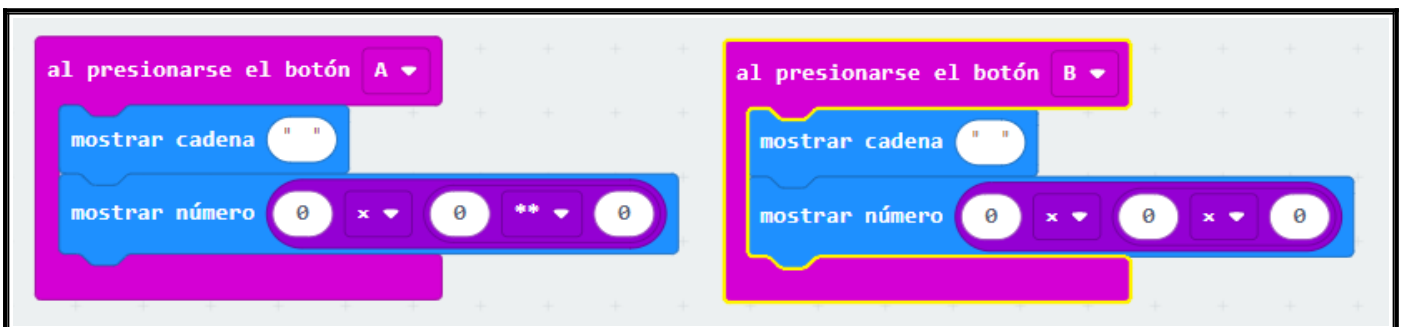 al presionarse el botón A
mostrar cadena " "
mostrar número 0 × 0 ** 0
al presionarse el botón B
mostrar cadena " "
mostrar número 0 × 0 × 0